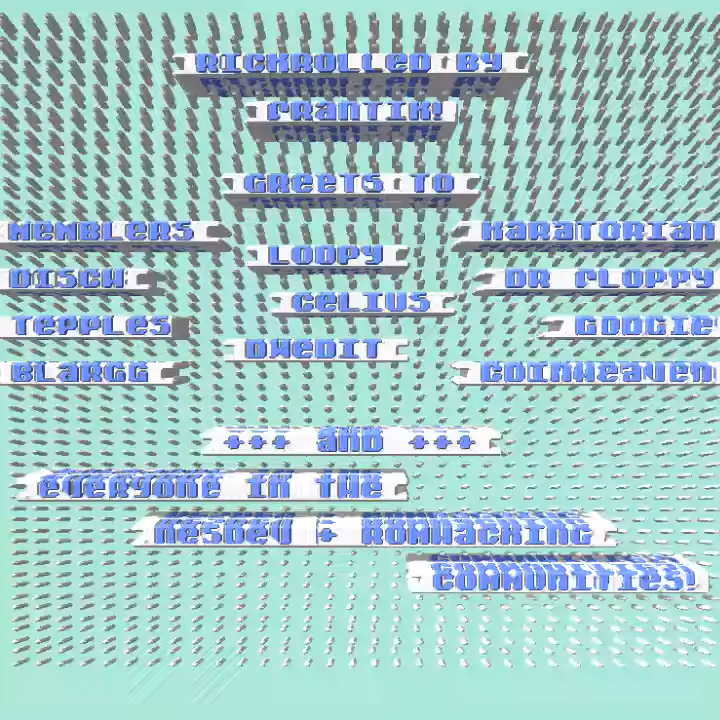 RICKROLLED BY
FRANTIK!
GREETS TO
MEMBLERS KARATORIAN
LOOPY
DISCH DR FLOPPY
CELIUS
TEPPLES GOOGIE
DWEDIT
BLARGG COINHEAVEN
+++ AND +++
EVERYONE IN THE
NESDEV + ROMHACKING
COMMUNITIES!